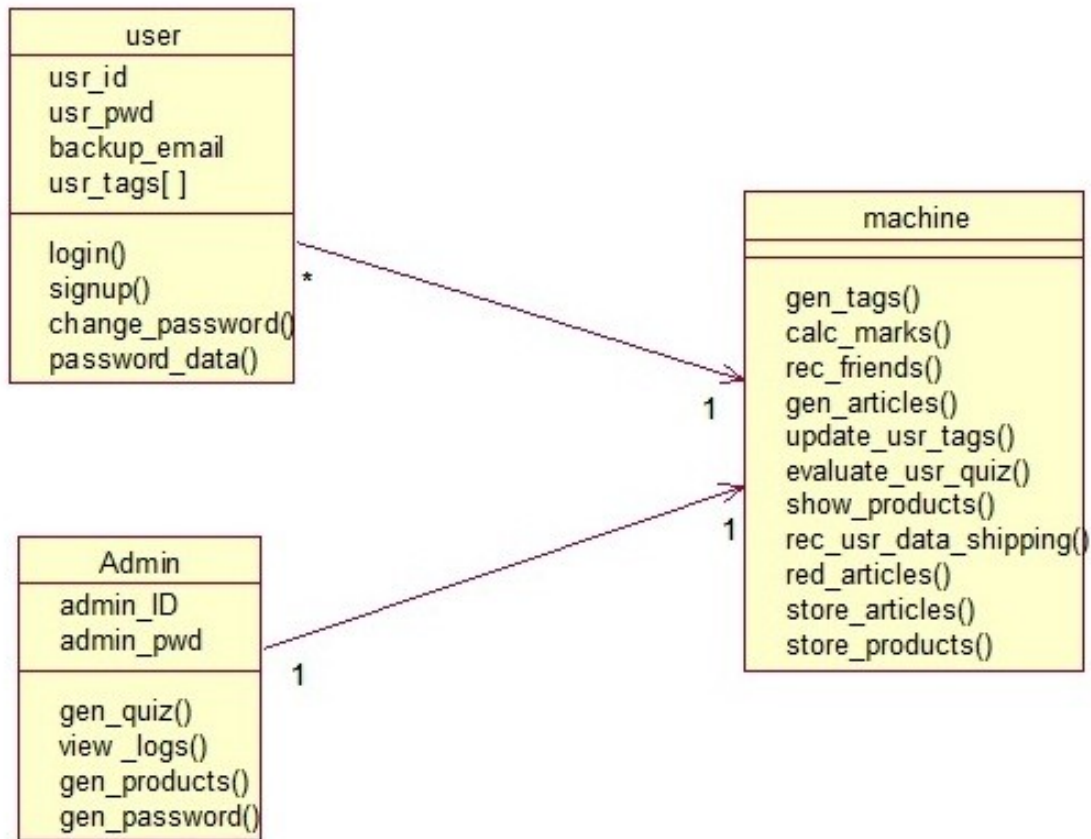 user
usr_id
usr_pwd
backup_email
usr_tags[ ]
login()
signup()
change_password()
password_data()
*
1
machine
gen_tags()
calc_marks()
rec_friends()
gen_articles()
update_usr_tags()
evaluate_usr_quiz()
show_products()
rec_usr_data_shipping()
red_articles()
store_articles()
store_products()
1
Admin
admin_ID
admin_pwd
gen_quiz()
view _logs()
gen_products()
gen_password()
1